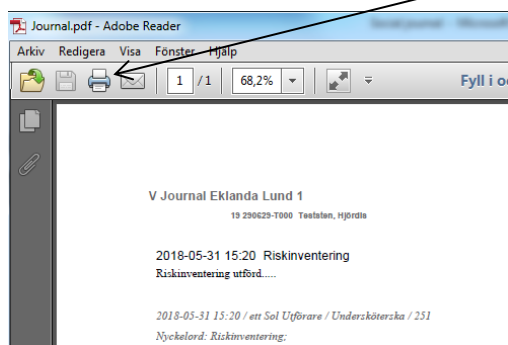 Journal.pdf - Adobe Reader
Arkiv Redigera Visa Fönster Hjälp
1 / 1 68,2% Fyll i o
V Journal Eklanda Lund 1
19 290629-T000 Teststen, Hjördis
2018-05-31 15:20 Riskinventering
Riskinventering utförd.....
2018-05-31 15:20 / ett Sol Utförare / Undersköterska / 251
Nyckelord: Riskinventering;